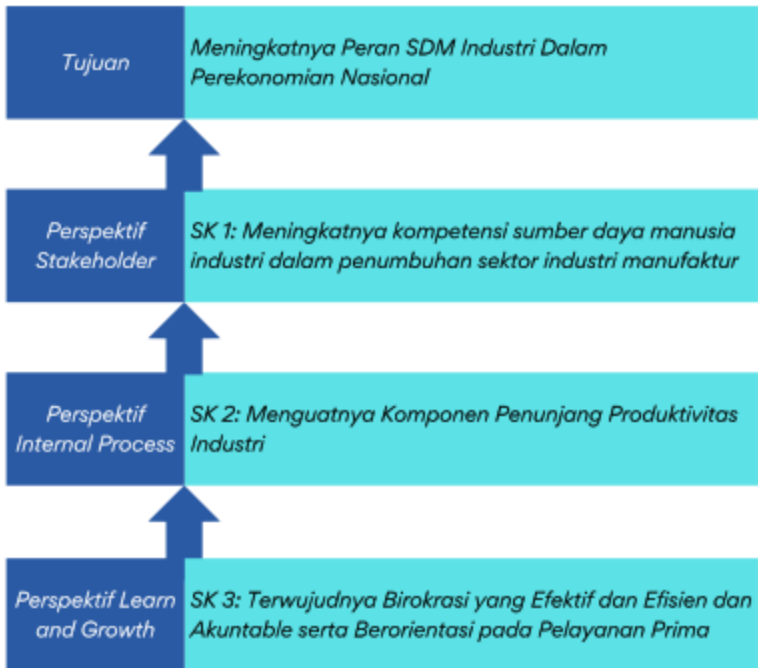 Tujuan
Meningkatnya Peran SDM Industri Dalam
Perekonomian Nasional
Perspektif
Stakeholder
SK 1: Meningkatnya kompetensi sumber daya manusia
industri dalam penumbuhan sektor industri manufaktur
Perspektif
Internal Process
SK 2: Menguatnya Komponen Penunjang Produktivitas
Industri
Perspektif Learn
and Growth
SK 3: Terwujudnya Birokrasi yang Efektif dan Efisien dan
Akuntable serta Berorientasi pada Pelayanan Prima